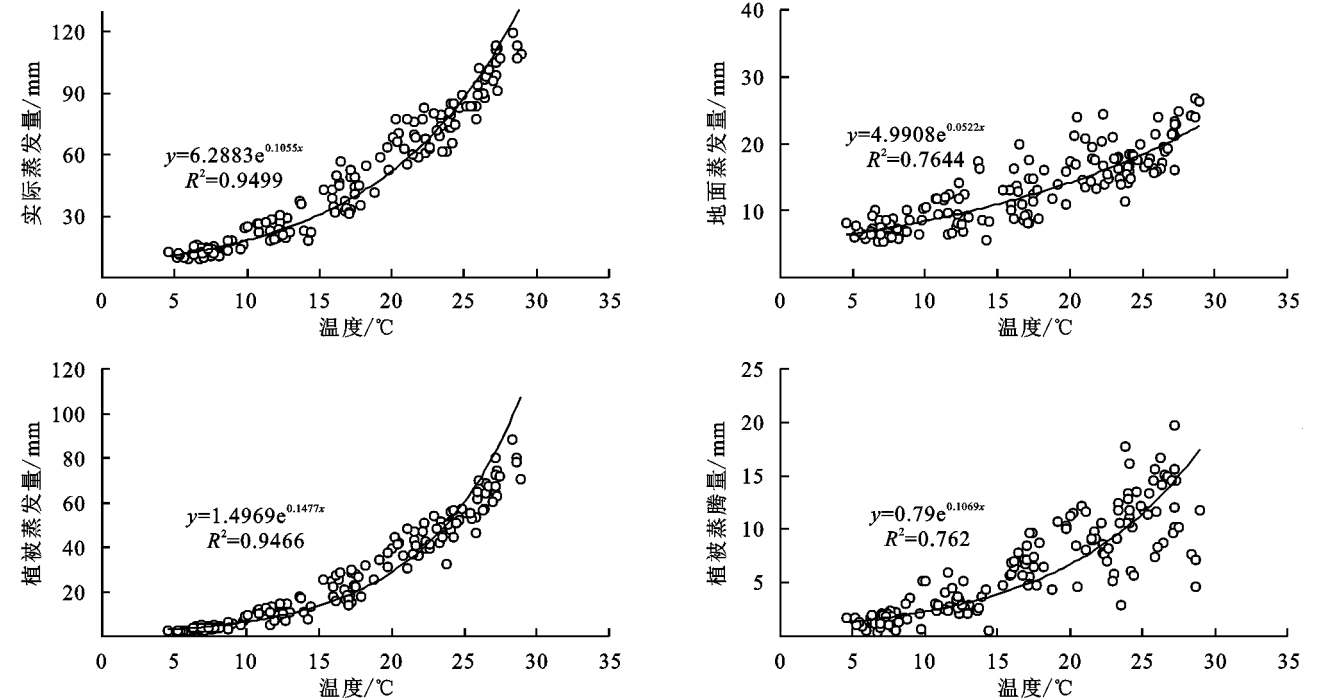 120
90
60
30
实际蒸发量/mm
y=6.2883e^0.1055x
R²=0.9499
0 5 10 15 20 25 30 35
温度/℃
40
30
20
10
地面蒸发量/mm
y=4.9908e^0.0522x
R²=0.7644
0 5 10 15 20 25 30 35
温度/℃
120
100
80
60
40
20
植被蒸发量/mm
y=1.4969e^0.1477x
R²=0.9466
0 5 10 15 20 25 30 35
温度/℃
25
20
15
10
5
植被蒸腾量/mm
y=0.79e^0.1069x
R²=0.762
0 5 10 15 20 25 30 35
温度/℃